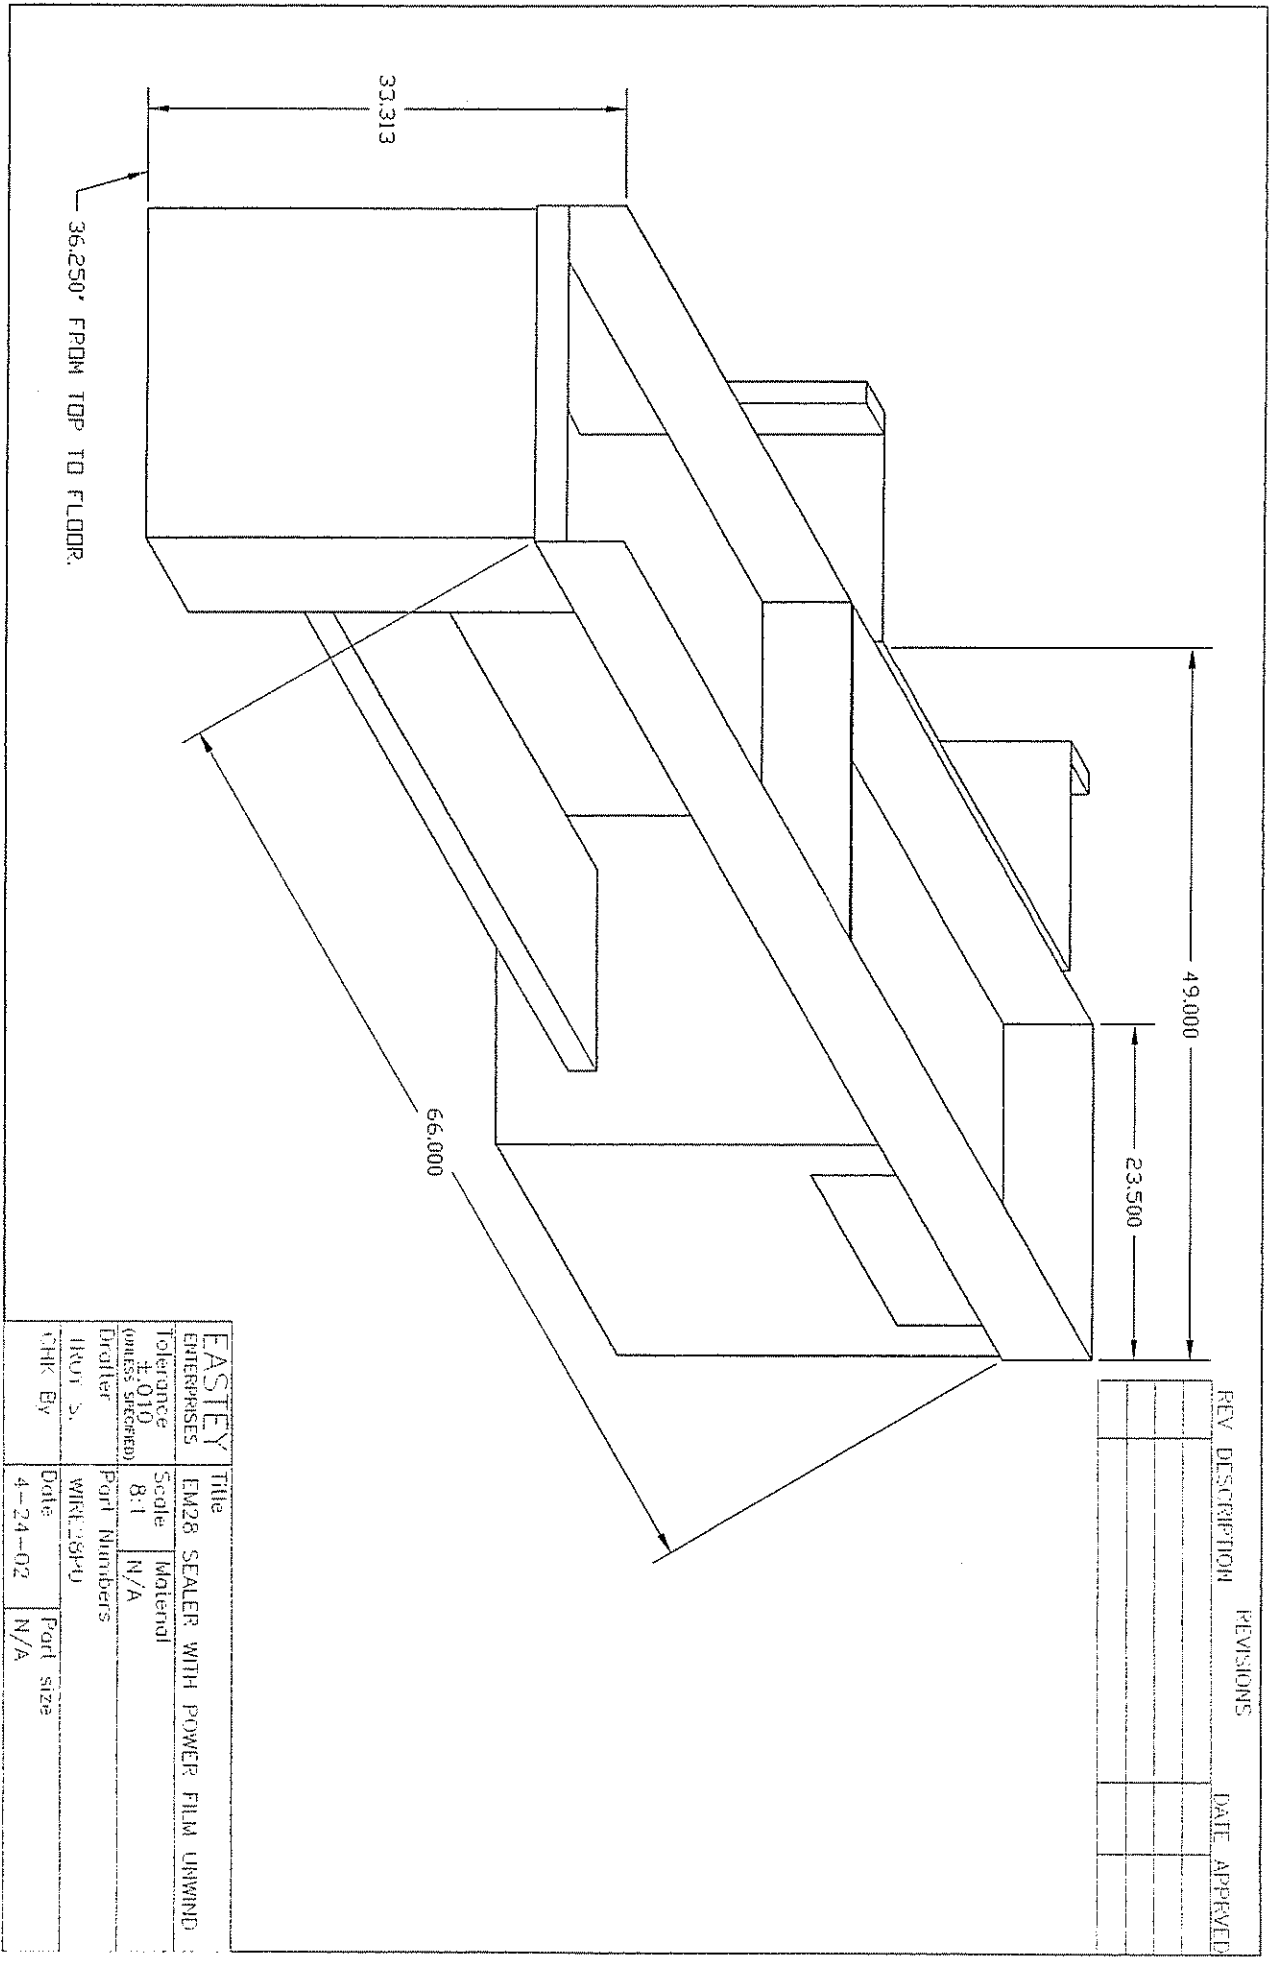 REVISIONS
REV DESCRIPTION DATE APPRVED
49.000
23.500
33.313
36.250" FROM TOP TO FLOOR.
66.000
EASTEY
ENTERPRISES
Title
EM28 SEALER WITH POWER FILM UNWIND
Tolerance
±.010
(UNLESS SPECIFIED)
Scale
8:1
Material
N/A
Drafter
S.
Part Numbers
CHK By
Date
4-24-02
Part size
N/A